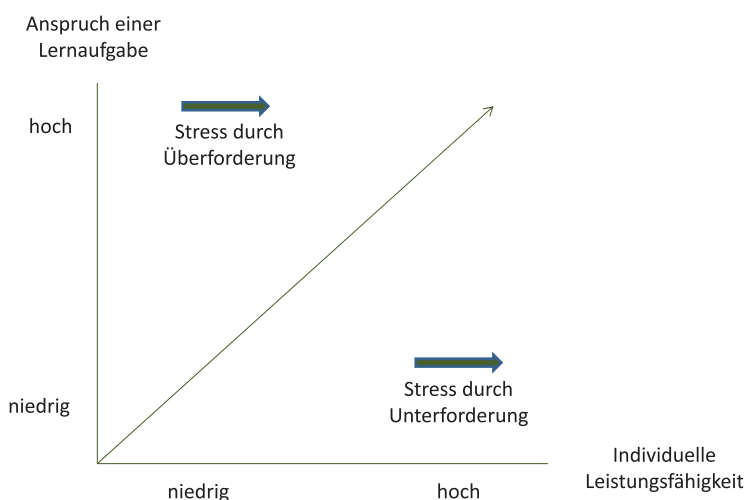 Anspruch einer
Lernaufgabe
hoch
Stress durch
Überforderung
Stress durch
Unterforderung
niedrig
Individuelle
Leistungsfähigkeit
niedrig
hoch